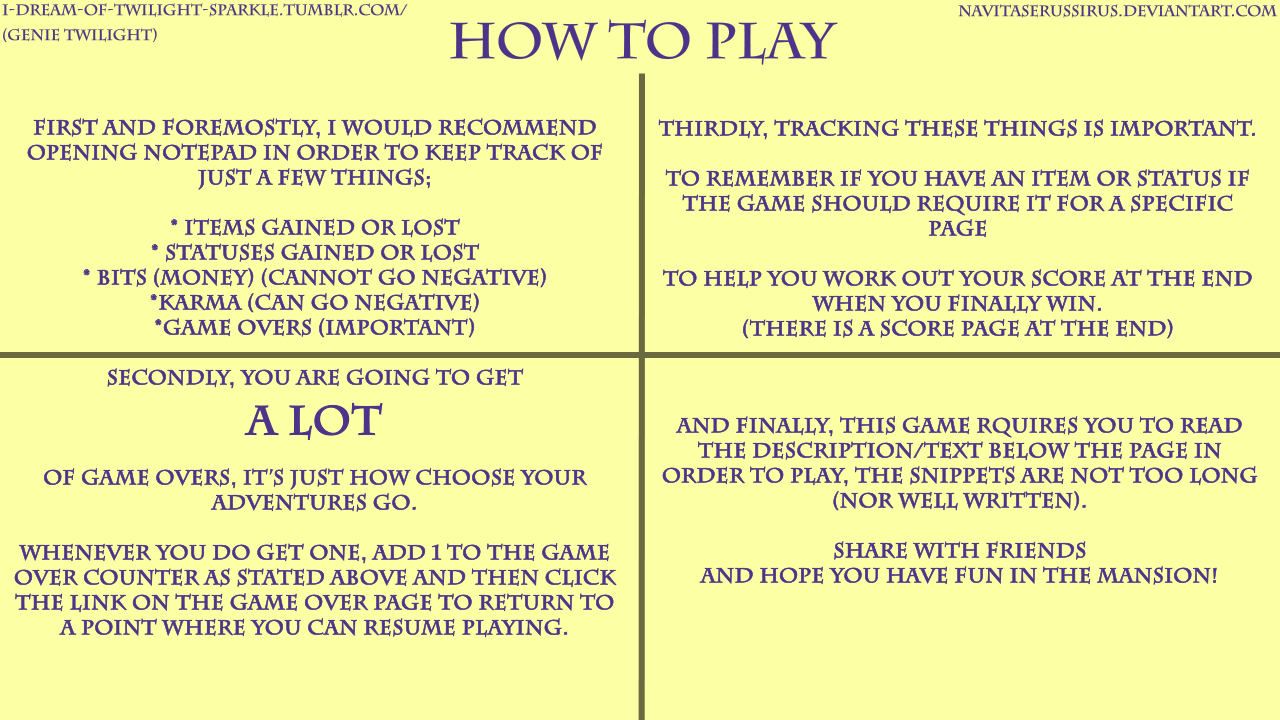 I-DREAM-OF-TWILIGHT-SPARKLE.TUMBLR.COM/
(GENIE TWILIGHT)
NAVITASERUSSIRUS.DEVIANTART.COM
HOW TO PLAY
FIRST AND FOREMOSTLY, I WOULD RECOMMEND
OPENING NOTEPAD IN ORDER TO KEEP TRACK OF
JUST A FEW THINGS;
* ITEMS GAINED OR LOST
* STATUSES GAINED OR LOST
* BITS (MONEY) (CANNOT GO NEGATIVE)
*KARMA (CAN GO NEGATIVE)
*GAME OVERS (IMPORTANT)
SECONDLY, YOU ARE GOING TO GET
A LOT
OF GAME OVERS, IT'S JUST HOW CHOOSE YOUR
ADVENTURES GO.
WHENEVER YOU DO GET ONE, ADD 1 TO THE GAME
OVER COUNTER AS STATED ABOVE AND THEN CLICK
THE LINK ON THE GAME OVER PAGE TO RETURN TO
A POINT WHERE YOU CAN RESUME PLAYING.
THIRDLY, TRACKING THESE THINGS IS IMPORTANT.
TO REMEMBER IF YOU HAVE AN ITEM OR STATUS IF
THE GAME SHOULD REQUIRE IT FOR A SPECIFIC
PAGE
TO HELP YOU WORK OUT YOUR SCORE AT THE END
WHEN YOU FINALLY WIN.
(THERE IS A SCORE PAGE AT THE END)
AND FINALLY, THIS GAME RQUIRES YOU TO READ
THE DESCRIPTION/TEXT BELOW THE PAGE IN
ORDER TO PLAY, THE SNIPPETS ARE NOT TOO LONG
(NOR WELL WRITTEN).
SHARE WITH FRIENDS
AND HOPE YOU HAVE FUN IN THE MANSION!